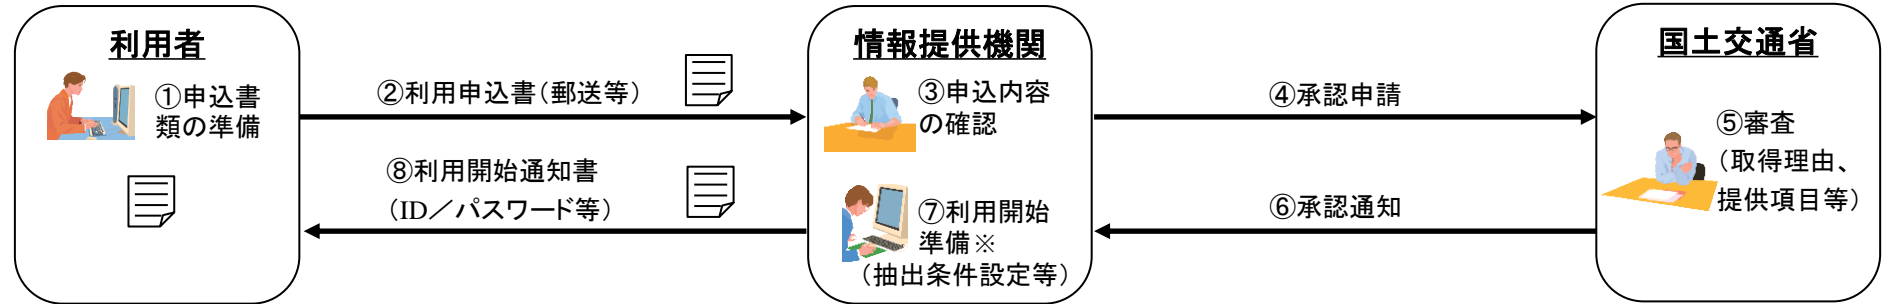 利用者
①申込書
類の準備
②利用申込書（郵送等）
⑧利用開始通知書
（ID／パスワード等）
情報提供機関
③申込内容
の確認
⑦利用開始
準備※
（抽出条件設定等）
④承認申請
⑥承認通知
国土交通省
⑤審査
（取得理由、
提供項目等）